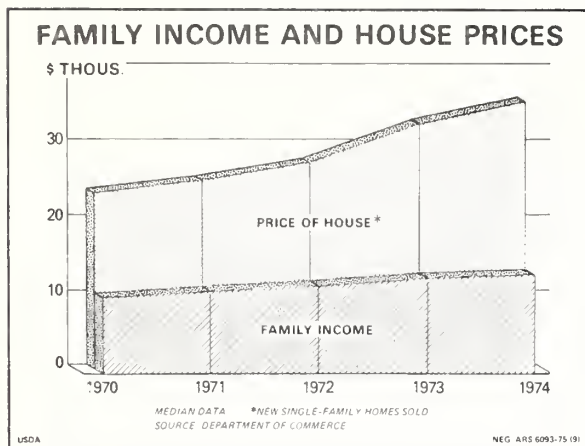 FAMILY INCOME AND HOUSE PRICES
$ THOUS.
30
20
10
0
PRICE OF HOUSE*
FAMILY INCOME
1970 1971 1972 1973 1974
MEDIAN DATA *NEW SINGLE-FAMILY HOMES SOLD
SOURCE DEPARTMENT OF COMMERCE
USDA NEG ARS 6093-75 (9)